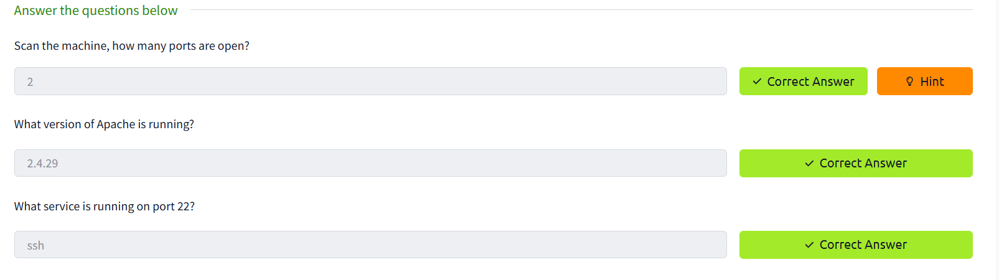 Answer the questions below
Scan the machine, how many ports are open?
2
Correct Answer
Hint
What version of Apache is running?
2.4.29
Correct Answer
What service is running on port 22?
ssh
Correct Answer